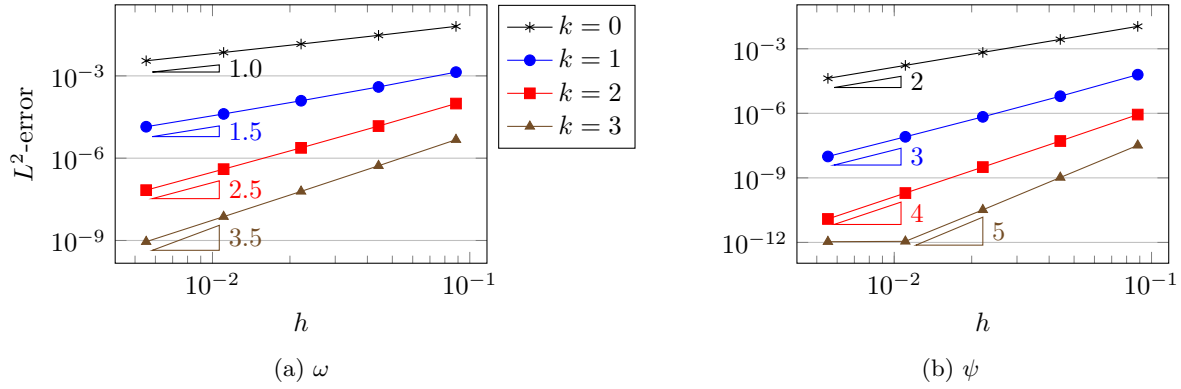 L²-error
10⁻³
10⁻⁶
10⁻⁹
10⁻²
10⁻¹
h
1.0
1.5
2.5
3.5
k = 0
k = 1
k = 2
k = 3
(a) ω
10⁻³
10⁻⁶
10⁻⁹
10⁻¹²
10⁻²
10⁻¹
h
2
3
4
5
(b) ψ